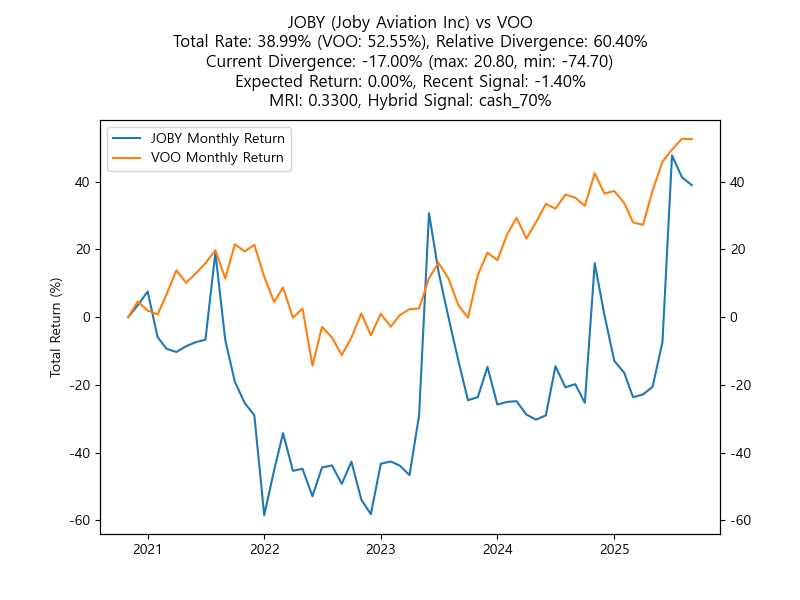 JOBY (Joby Aviation Inc) vs VOO
Total Rate: 38.99% (VOO: 52.55%), Relative Divergence: 60.40%
Current Divergence: -17.00% (max: 20.80, min: -74.70)
Expected Return: 0.00%, Recent Signal: -1.40%
MRI: 0.3300, Hybrid Signal: cash_70%
JOBY Monthly Return
VOO Monthly Return
Total Return (%)
40
20
0
-20
-40
-60
40
20
0
-20
-40
-60
2021 2022 2023 2024 2025